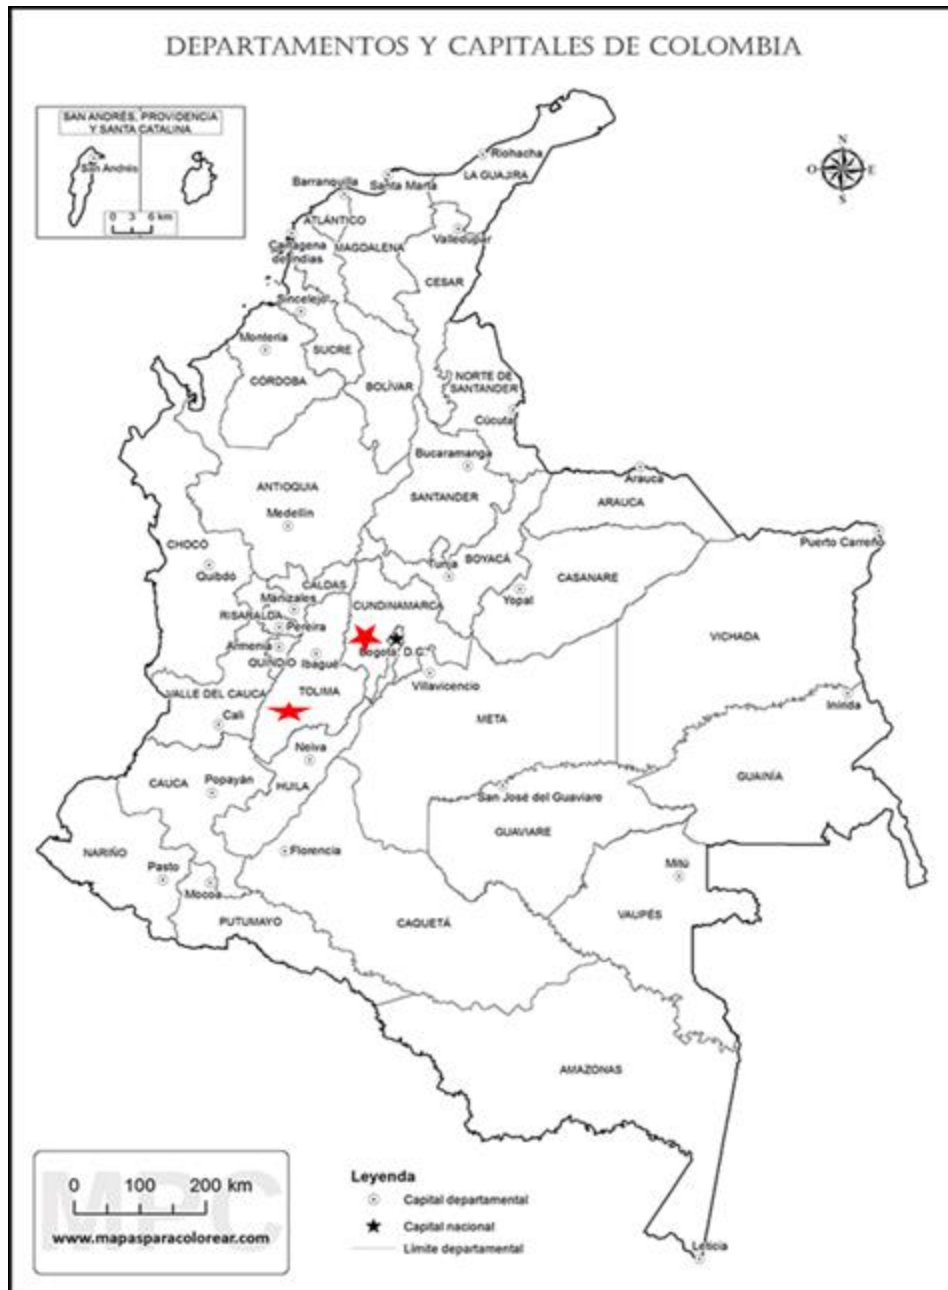 DEPARTAMENTOS Y CAPITALES DE COLOMBIA
SAN ANDRÉS, PROVIDENCIA
Y SANTA CATALINA
San Andrés
0 3 6 km
N
O E
S
Riohacha
LA GUAJIRA
Santa Marta
Barranquilla
ATLÁNTICO
Cartagena
de Indias
MAGDALENA
Valledupar
CESAR
Sincelejo
Montería
SUCRE
CÓRDOBA
BOLÍVAR
NORTE DE
SANTANDER
Cúcuta
Bucaramanga
SANTANDER
Arauca
ARAUCA
ANTIOQUIA
Medellín
CHOCÓ
Quibdó
Puerto Carreño
BOYACÁ
Tunja
CASANARE
Yopal
CALDAS
Manizales
CUNDINAMARCA
RISARALDA
Pereira
Armenia
QUINDÍO
Ibagué
Bogotá, D.C.
VICHADA
Villavicencio
VALLE DEL CAUCA
TOLIMA
Cali
META
Inírida
Neiva
CAUCA
Popayán
HUILA
GUAINÍA
San José del Guaviare
GUAVIARE
NARIÑO
Florencia
Pasto
Mocoa
Mitú
PUTUMAYO
CAQUETÁ
VAUPÉS
AMAZONAS
Leticia
MPC
0 100 200 km
www.mapasparacolorear.com
Leyenda
Capital departamental
Capital nacional
Límite departamental